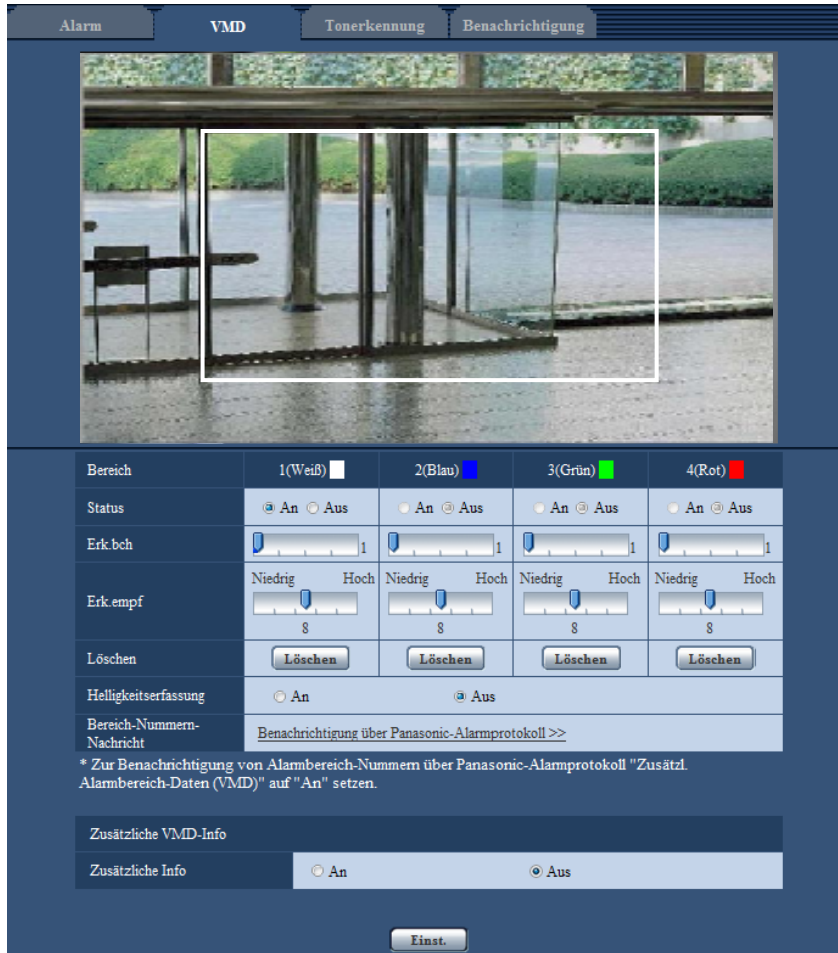 Alarm VMD Tonerkennung Benachrichtigung
Bereich 1(Weiß) 2(Blau) 3(Grün) 4(Rot)
Status An Aus An Aus An Aus An Aus
Erk.bch 1 1 1 1
Niedrig Hoch Niedrig Hoch Niedrig Hoch Niedrig Hoch
Erk.empf
8 8 8 8
Löschen Löschen Löschen Löschen Löschen
Helligkeitserfassung An Aus
Bereich-Nummern-
Nachricht Benachrichtigung über Panasonic-Alarmprotokoll >>
* Zur Benachrichtigung von Alarmbereich-Nummern über Panasonic-Alarmprotokoll "Zusätzl.
Alarmbereich-Daten (VMD)" auf "An" setzen.
Zusätzliche VMD-Info
Zusätzliche Info An Aus
Einst.